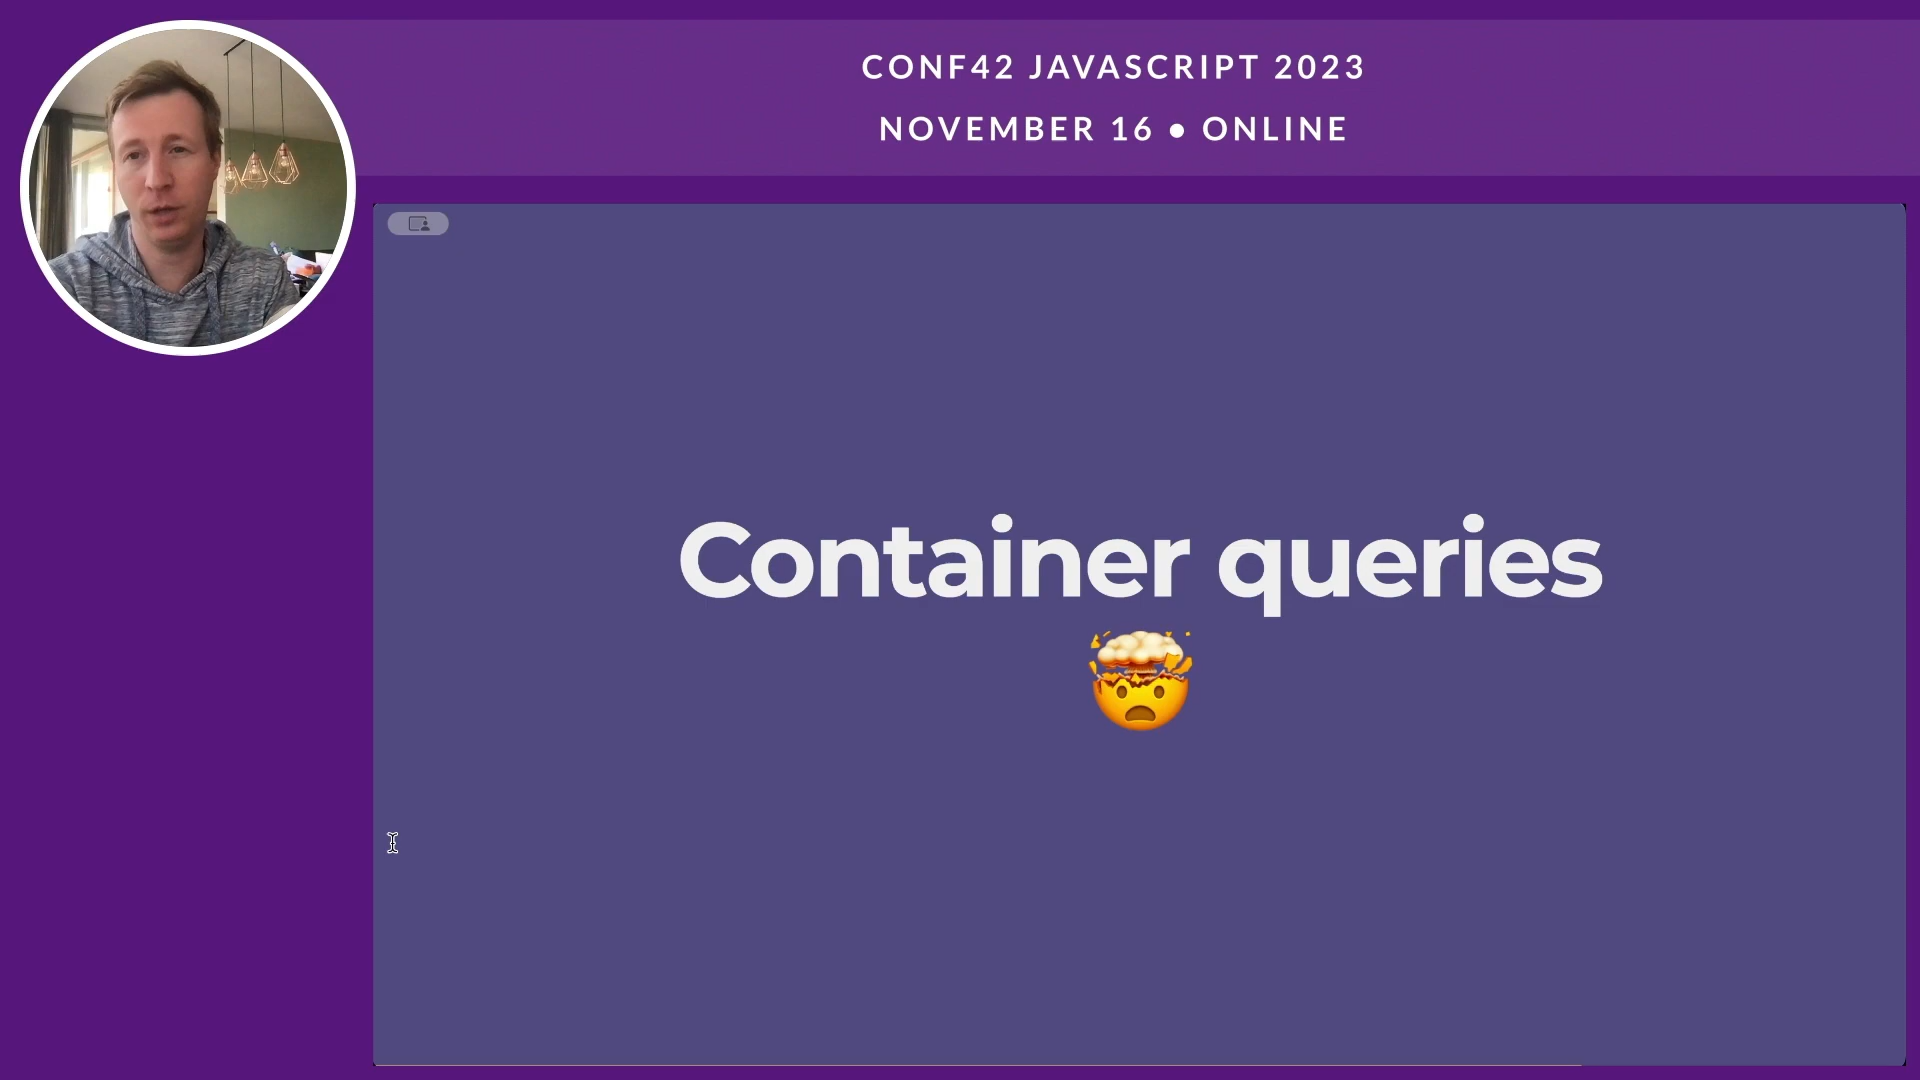 CONF42 JAVASCRIPT 2023
NOVEMBER 16 • ONLINE
Container queries